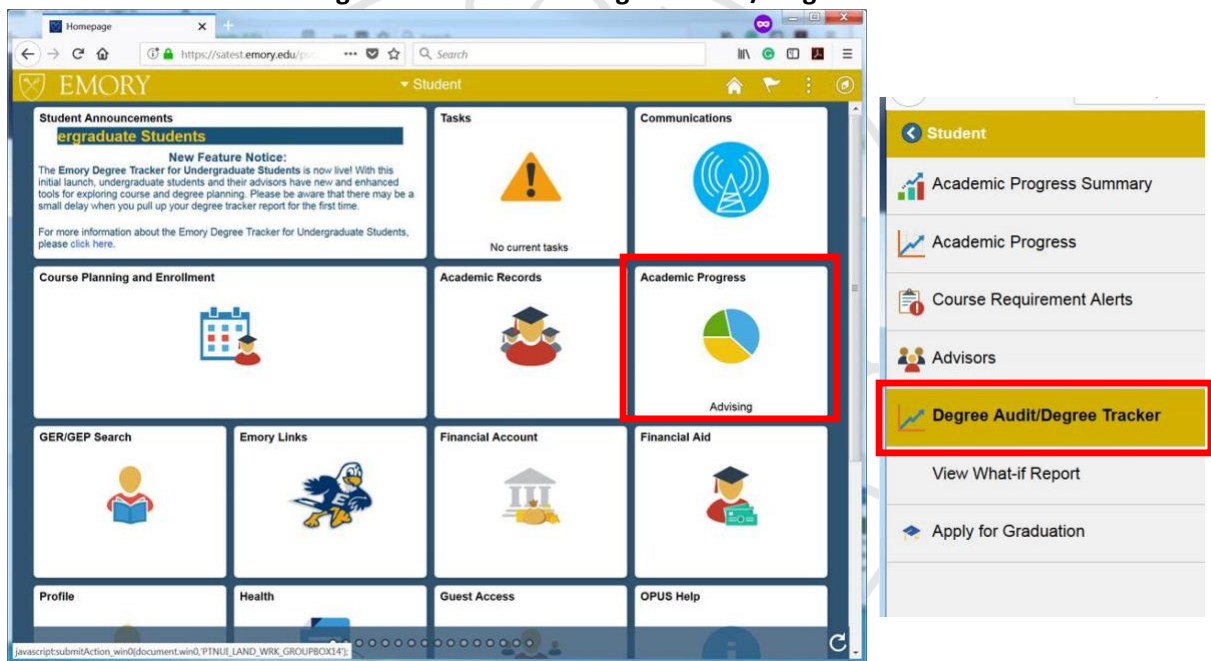 Homepage
https://satest.emory.edu/
Search
EMORY
Student
Student Announcements
ergraduate Students
New Feature Notice:
The Emory Degree Tracker for Undergraduate Students is now live! With this
initial launch, undergraduate students and their advisors have new and enhanced
tools for exploring course and degree planning. Please be aware that there may be a
small delay when you pull up your degree tracker report for the first time.
For more information about the Emory Degree Tracker for Undergraduate Students,
please click here.
Tasks
No current tasks
Communications
Course Planning and Enrollment
Academic Records
Academic Progress
Advising
GER/GEP Search
Emory Links
Financial Account
Financial Aid
Profile
Health
Guest Access
OPUS Help
javascript:submitAction_win0(document.win0,'PTNUI_LAND_WRK_GROUPBOX14');
Student
Academic Progress Summary
Academic Progress
Course Requirement Alerts
Advisors
Degree Audit/Degree Tracker
View What-if Report
Apply for Graduation